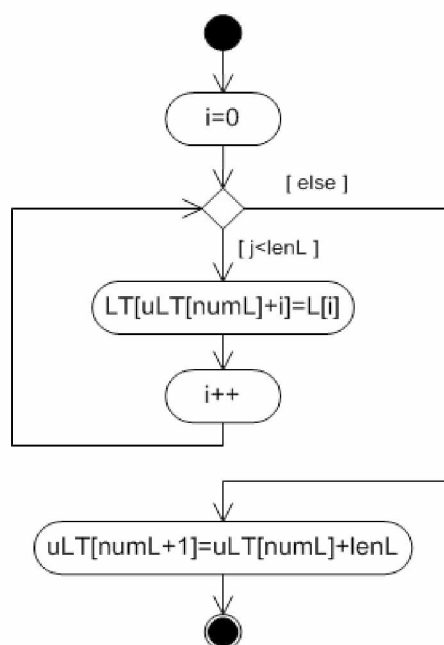 i=0
[ else ]
[ j<lenL ]
LT[uLT[numL]+i]=L[i]
i++
uLT[numL+1]=uLT[numL]+lenL